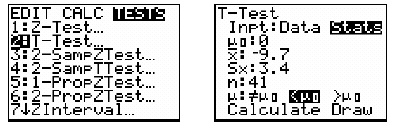 EDIT CALC TESTS
1:Z-Test…
2:T-Test…
3:2-SampZTest…
4:2-SampTTest…
5:1-PropZTest…
6:2-PropZTest…
7↓ZInterval…
T-Test
Inpt:Data Stats
μ₀:0
x̄:-9.7
Sx:3.4
n:41
μ:≠μ₀ <μ₀ >μ₀
Calculate Draw